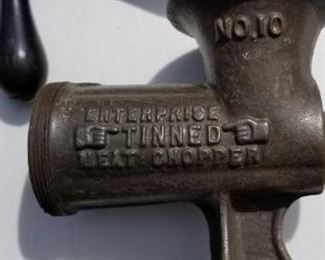 NO.10
ENTERPRISE
TINNED
MEAT CHOPPER